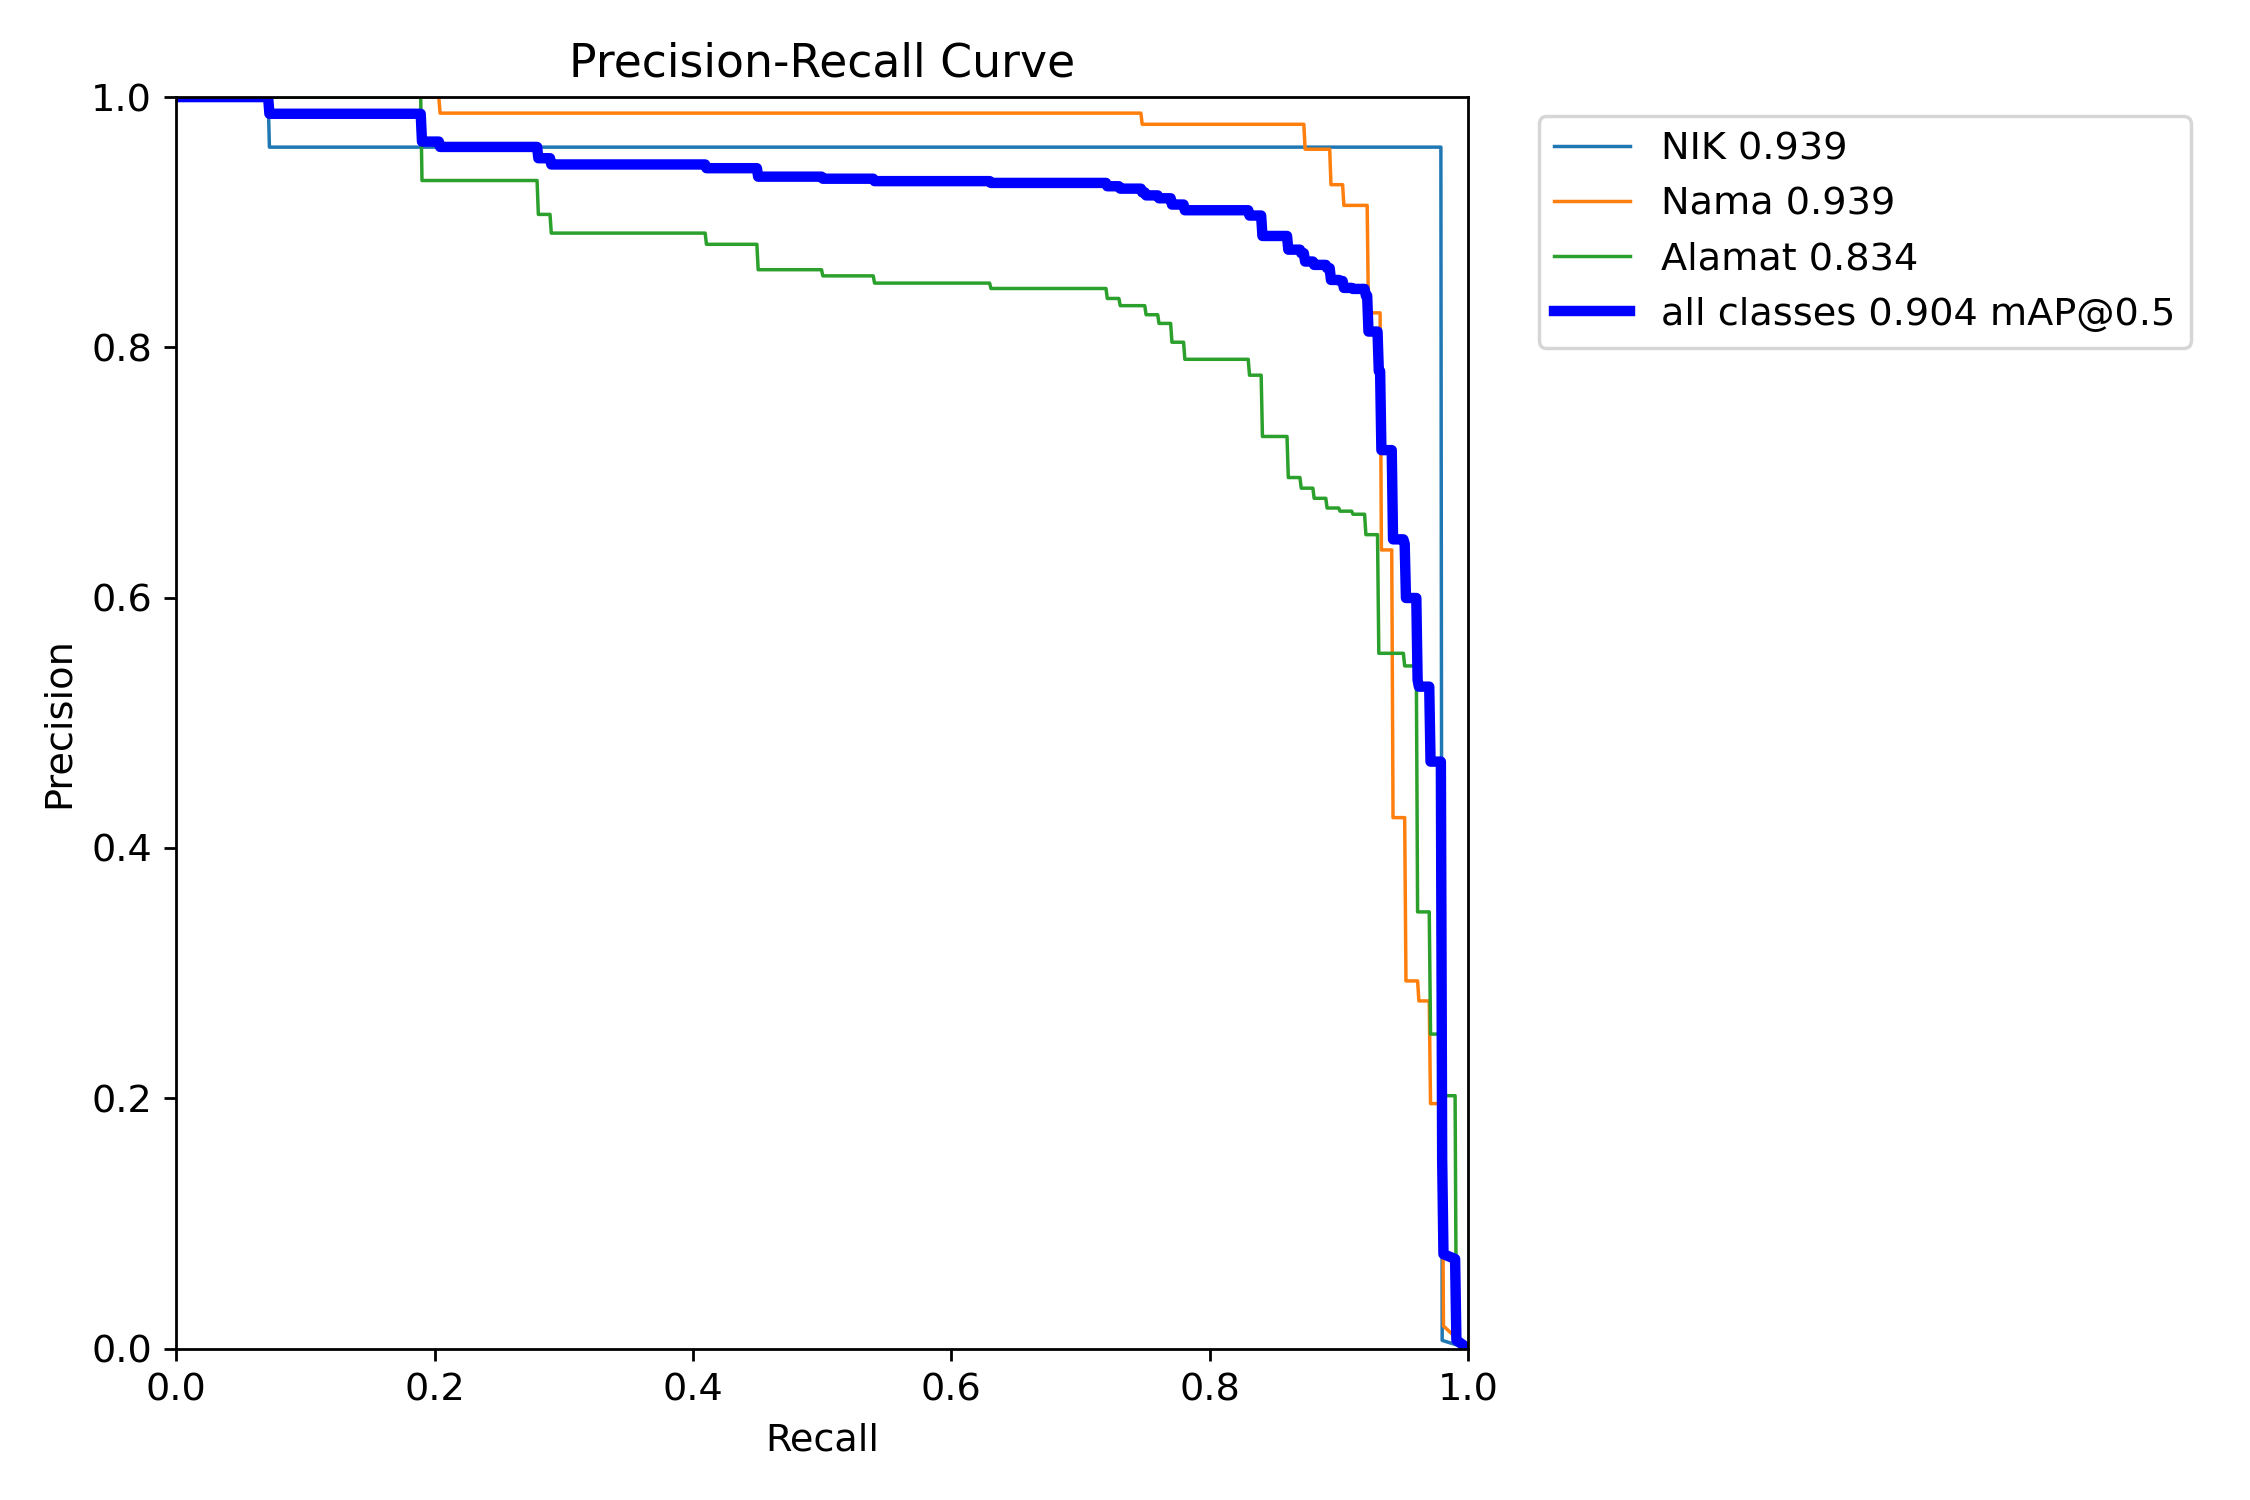 Precision-Recall Curve
1.0
0.8
0.6
0.4
0.2
0.0
Precision
0.0 0.2 0.4 0.6 0.8 1.0
Recall
NIK 0.939
Nama 0.939
Alamat 0.834
all classes 0.904 mAP@0.5